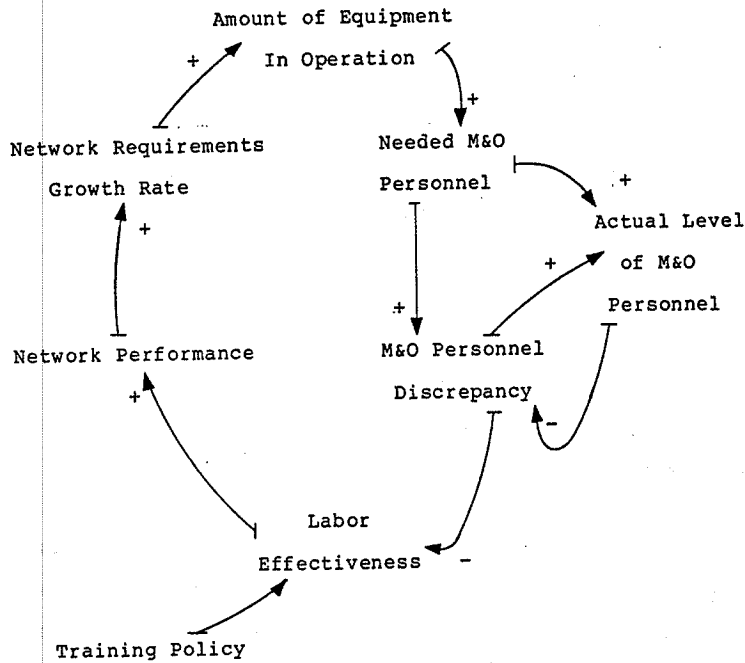 Amount of Equipment
In Operation
+
+
Network Requirements
Growth Rate
Needed M&O
Personnel
+
+
Actual Level
of M&O
Personnel
+
+
Network Performance
M&O Personnel
Discrepancy
+
-
Labor
Effectiveness
-
Training Policy